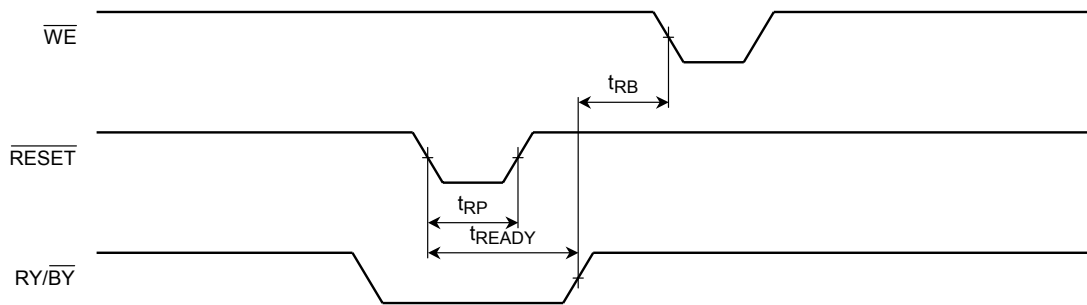 WE
tRB
RESET
tRP
tREADY
RY/BY